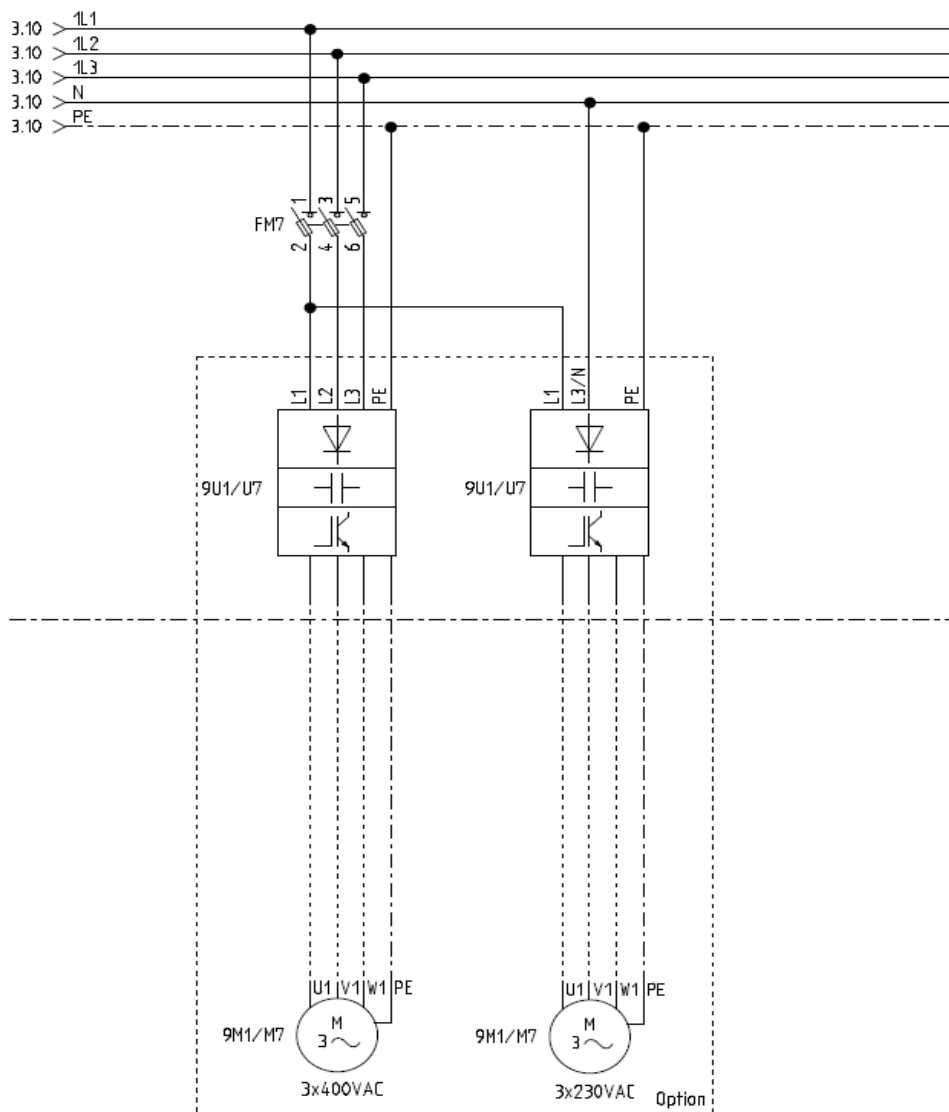 3.10 1L1
3.10 1L2
3.10 1L3
3.10 N
3.10 PE
FM7
1 3 5
2 4 6
L1 L2 L3 PE
L1 L3/N PE
9U1/U7
9U1/U7
U1 V1 W1 PE
U1 V1 W1 PE
9M1/M7
M
3
9M1/M7
M
3
3x400VAC
3x230VAC
Option